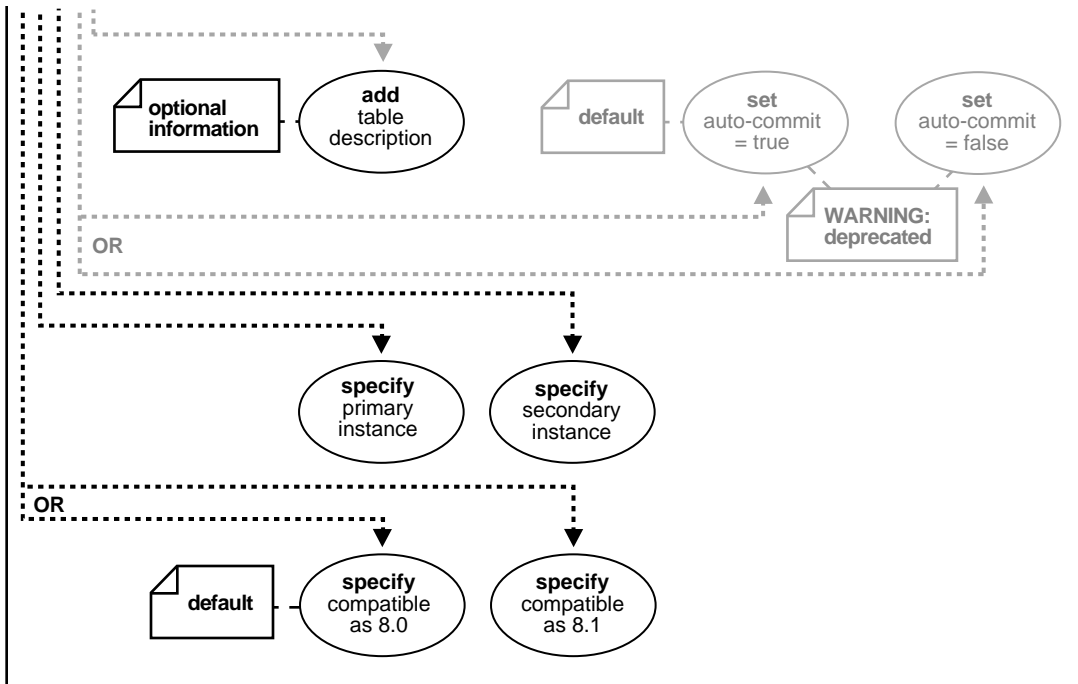 optional
information
add
table
description
default
set
auto-commit
= true
set
auto-commit
= false
WARNING:
deprecated
OR
specify
primary
instance
specify
secondary
instance
OR
default
specify
compatible
as 8.0
specify
compatible
as 8.1